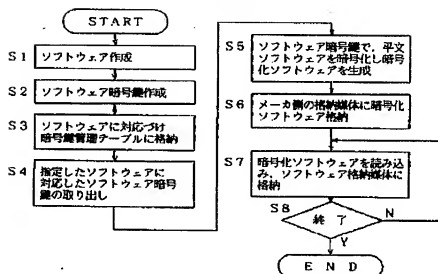 START
S1
ソフトウェア作成
S2
ソフトウェア暗号鍵作成
S3
ソフトウェアに対応づけ
暗号鍵管理テーブルに格納
S4
指定したソフトウェアに
対応したソフトウェア暗号
鍵の取り出し
S5
ソフトウェア暗号鍵で,平文
ソフトウェアを暗号化し暗号
化ソフトウェアを生成
S6
メーカ側の格納媒体に暗号化
ソフトウェア格納
S7
暗号化ソフトウェアを読み込
み,ソフトウェア格納媒体に
格納
S8
終了
N
Y
END